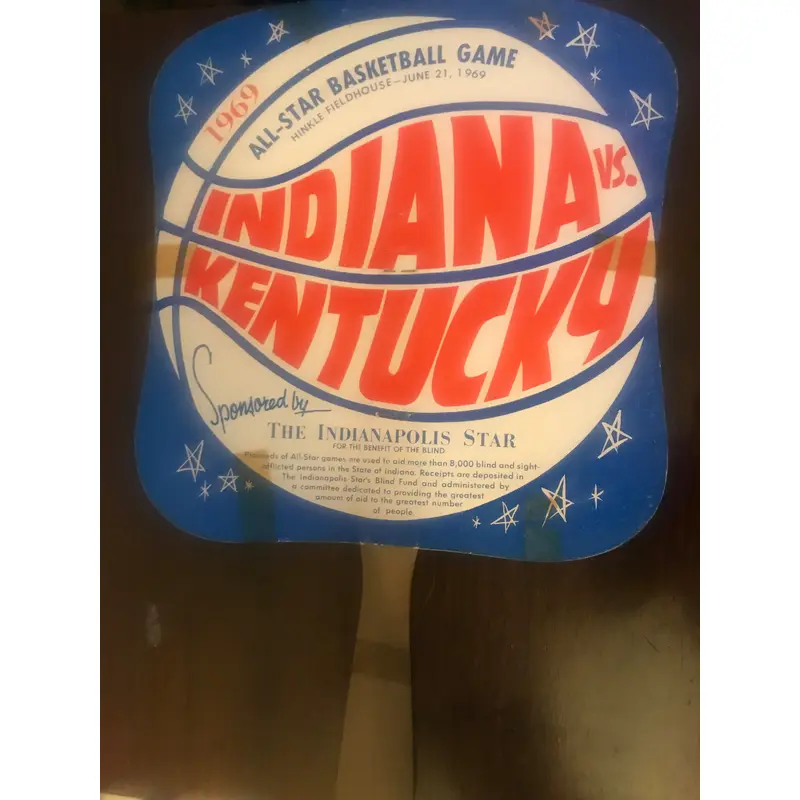 1969
ALL-STAR BASKETBALL GAME
HINKLE FIELDHOUSE—JUNE 21, 1969
INDIANA VS.
KENTUCKY
Sponsored by
THE INDIANAPOLIS STAR
FOR THE BENEFIT OF THE BLIND
Proceeds of All-Star games are used to aid more than 8,000 blind and sight-
afflicted persons in the State of Indiana. Receipts are deposited in
The Indianapolis Star's Blind Fund and administered by
a committee dedicated to providing the greatest
amount of aid to the greatest number
of people.